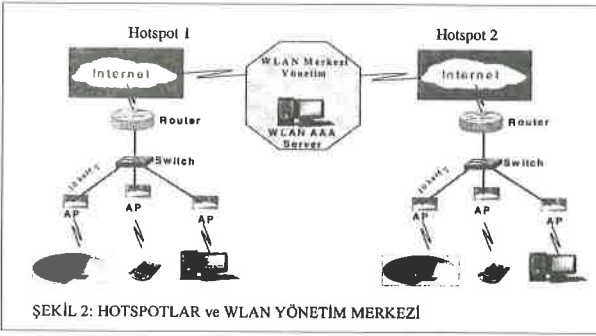 Hotspot 1
Hotspot 2
Internet
WLAN Merkezi
Yönetim
WLAN AAA
Server
Internet
Router
Switch
AP
AP
AP
Router
Switch
AP
AP
AP
ŞEKİL 2: HOTSPOTLAR ve WLAN YÖNETİM MERKEZİ